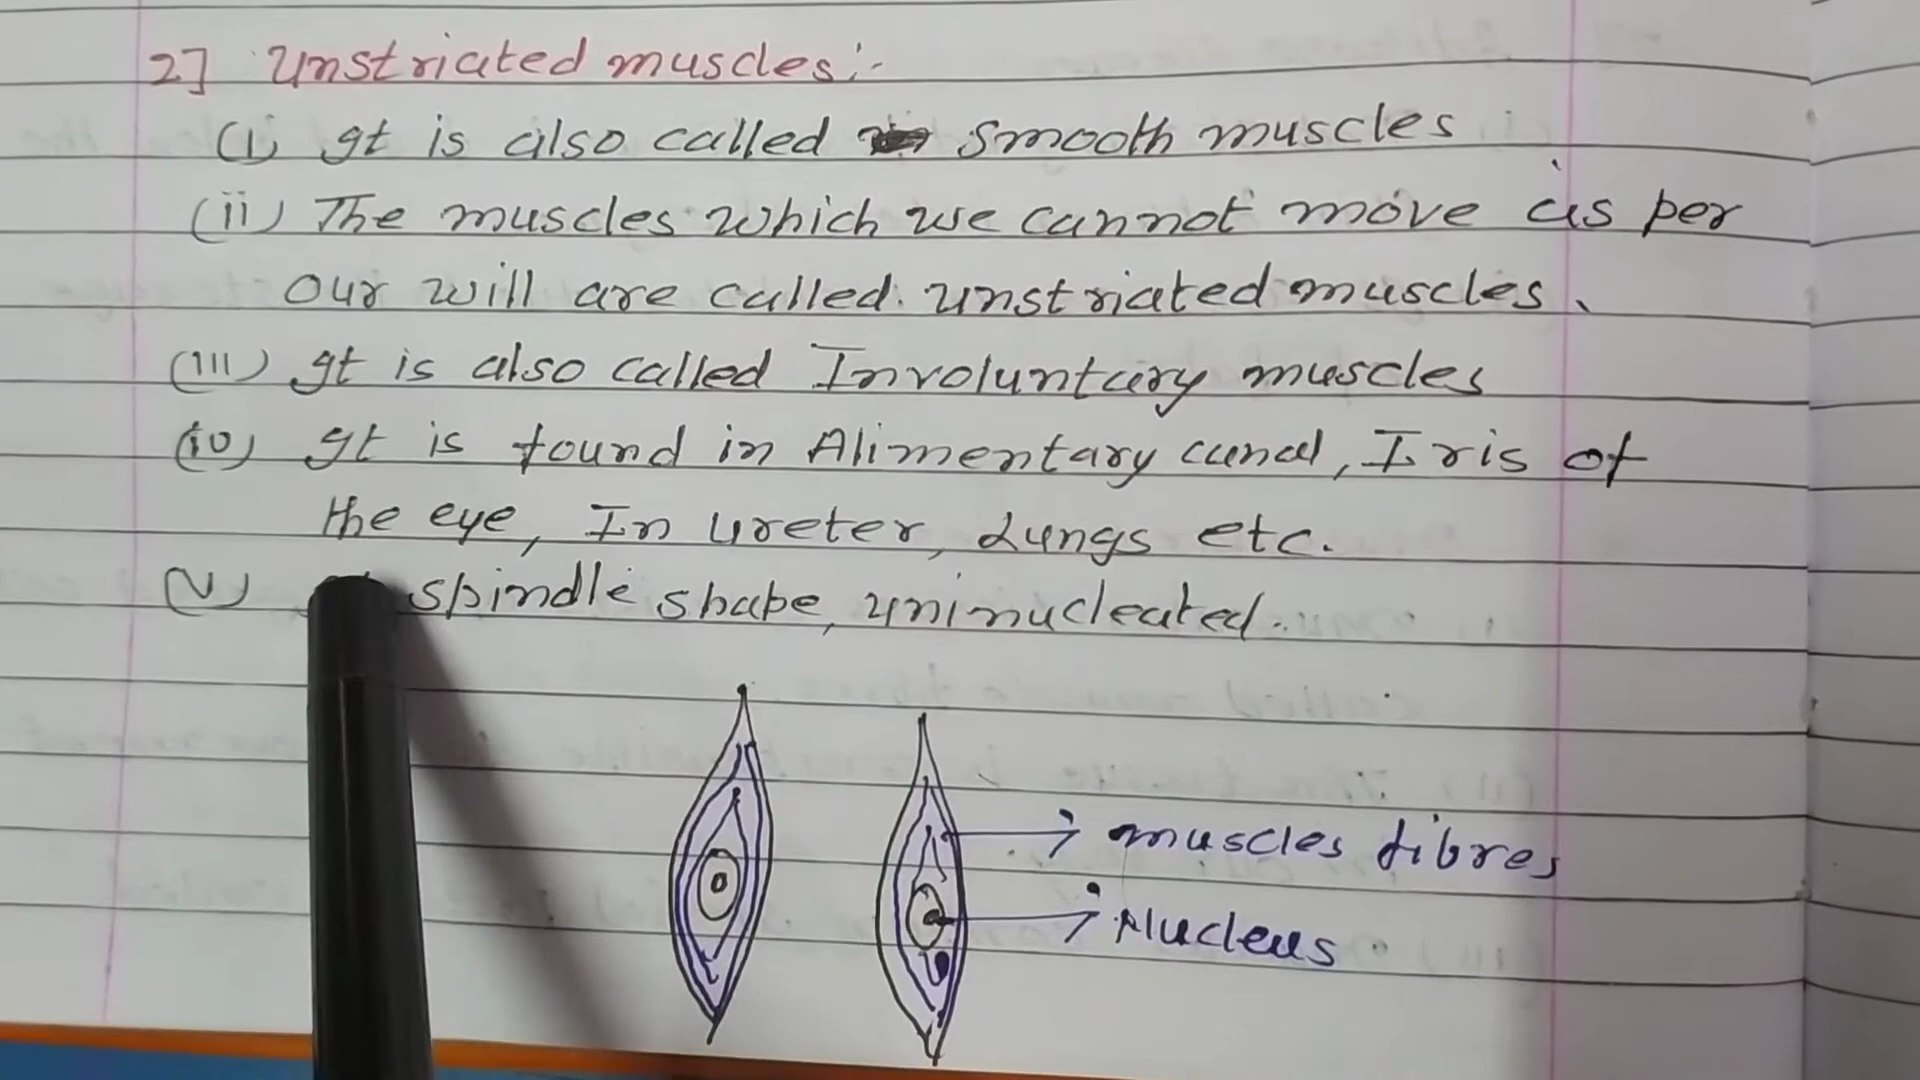 2] Unstriated muscles:-
(i) It is also called smooth muscles
(ii) The muscles which we cannot move as per
our will are called. unstriated muscles.
(iii) It is also called Involuntary muscles
(iv) It is found in Alimentary canal, Iris of
the eye, In ureter, Lungs etc.
(v) spindle shape, uninucleated.
muscles fibres
Nucleus